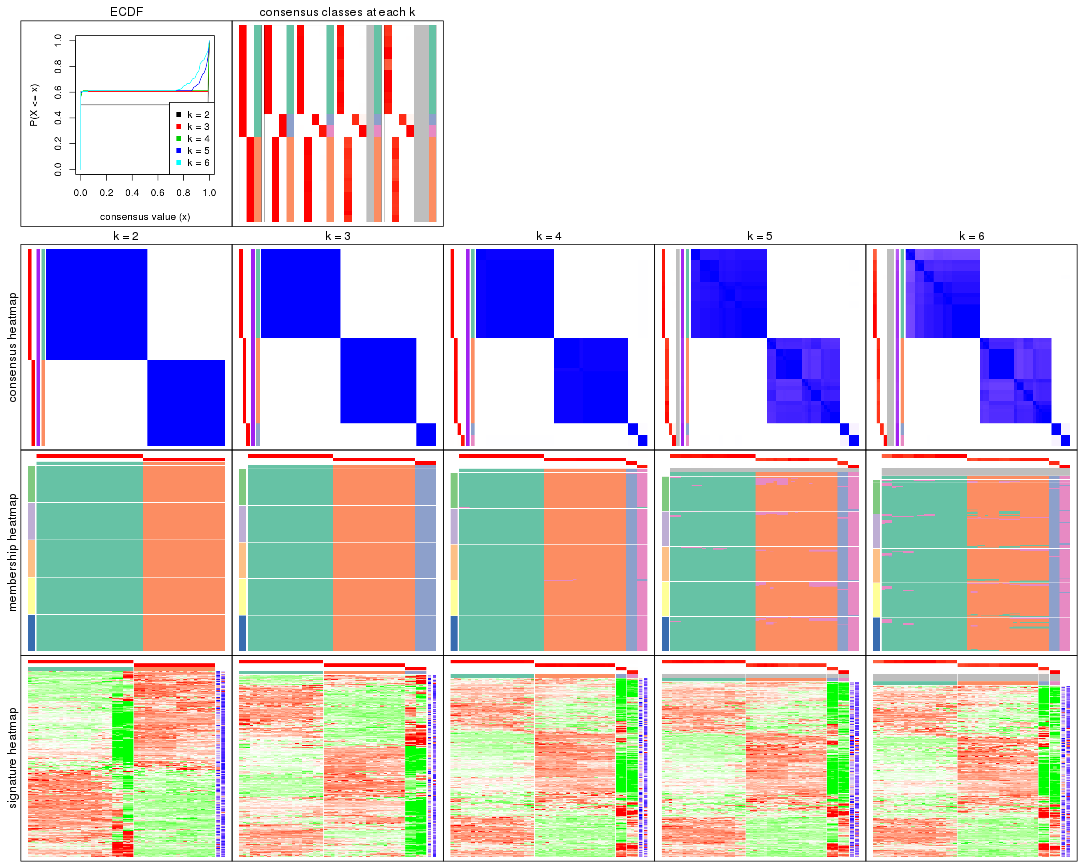 ECDF
consensus classes at each k
P(X <= x)
1.0
0.8
0.6
0.4
0.2
0.0
k = 2
k = 3
k = 4
k = 5
k = 6
0.0 0.2 0.4 0.6 0.8 1.0
consensus value (x)
k = 2
k = 3
k = 4
k = 5
k = 6
consensus heatmap
membership heatmap
signature heatmap